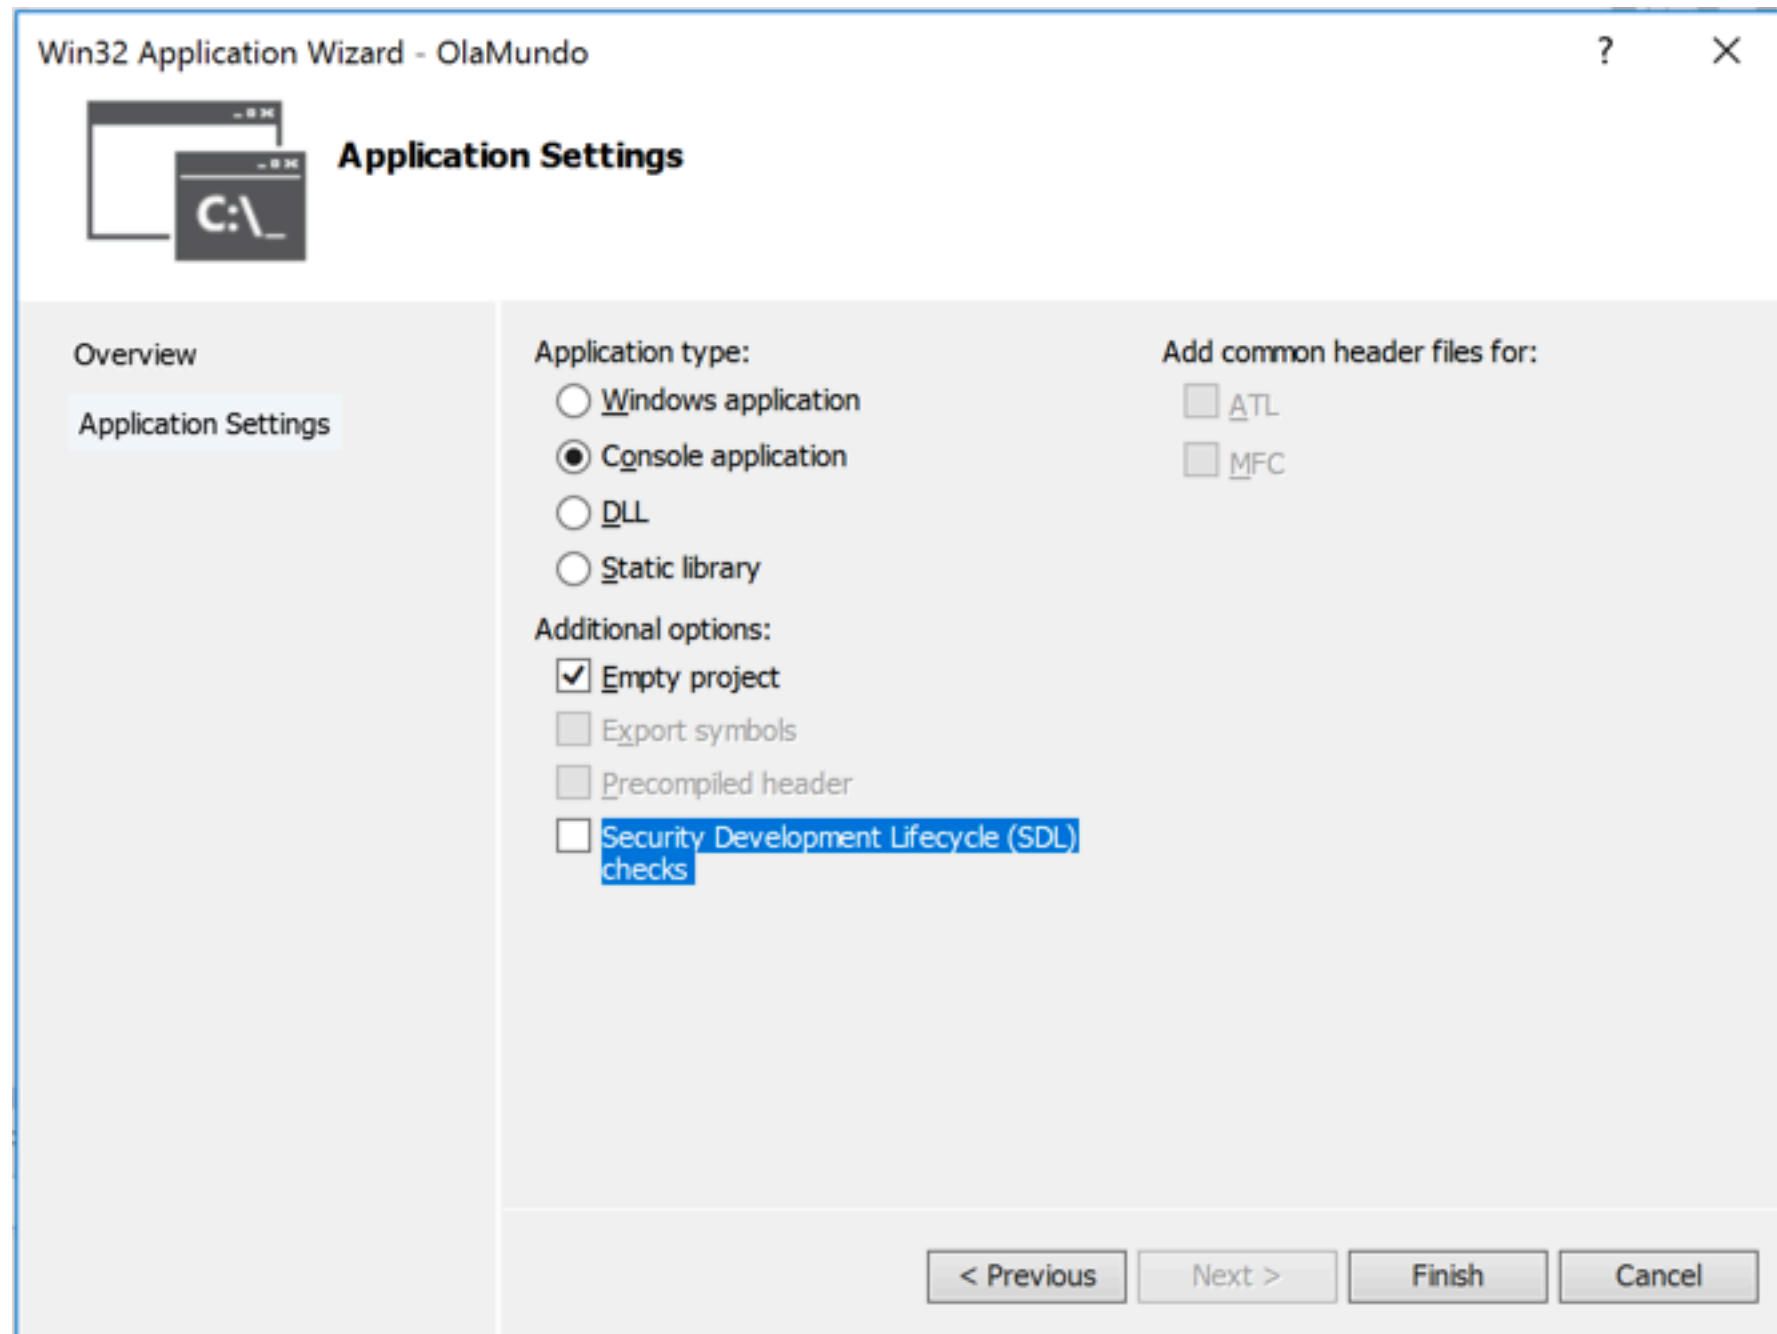 Win32 Application Wizard - OlaMundo
?
C:\_
Application Settings
Overview
Application Settings
Application type:
Windows application
Console application
DLL
Static library
Additional options:
Empty project
Export symbols
Precompiled header
Security Development Lifecycle (SDL)
checks
Add common header files for:
ATL
MFC
< Previous
Next >
Finish
Cancel